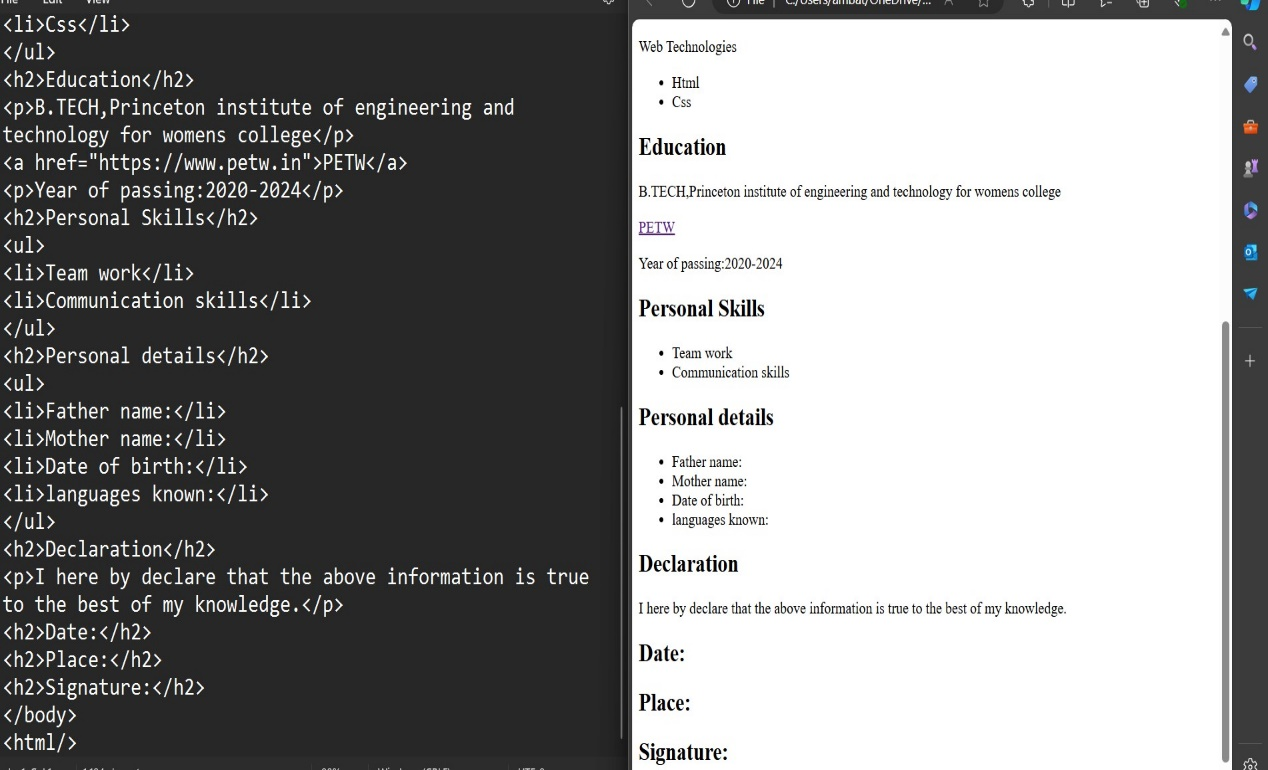 File Edit View
<li>Css</li>
</ul>
<h2>Education</h2>
<p>B.TECH,Princeton institute of engineering and
technology for womens college</p>
<a href="https://www.petw.in">PETW</a>
<p>Year of passing:2020-2024</p>
<h2>Personal Skills</h2>
<ul>
<li>Team work</li>
<li>Communication skills</li>
</ul>
<h2>Personal details</h2>
<ul>
<li>Father name:</li>
<li>Mother name:</li>
<li>Date of birth:</li>
<li>languages known:</li>
</ul>
<h2>Declaration</h2>
<p>I here by declare that the above information is true
to the best of my knowledge.</p>
<h2>Date:</h2>
<h2>Place:</h2>
<h2>Signature:</h2>
</body>
<html/>
File C:/Users/ambat/OneDrive/...
Web Technologies
• Html
• Css
Education
B.TECH,Princeton institute of engineering and technology for womens college
PETW
Year of passing:2020-2024
Personal Skills
• Team work
• Communication skills
Personal details
• Father name:
• Mother name:
• Date of birth:
• languages known:
Declaration
I here by declare that the above information is true to the best of my knowledge.
Date:
Place:
Signature: